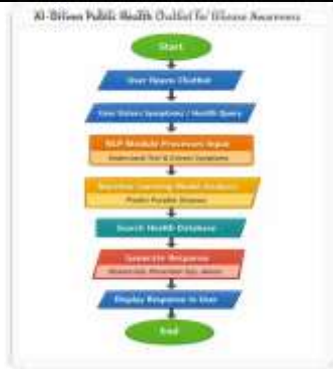 AI-Driven Public Health Chatbot for Disease Awareness
Start
User Opens Chatbot
User Enters Symptoms / Health Query
NLP Module Processes Input
Understand Text & Extract Symptoms
Machine Learning Model Analysis
Predict Possible Disease
Search Health Database
Generate Response
Display Response to User
End